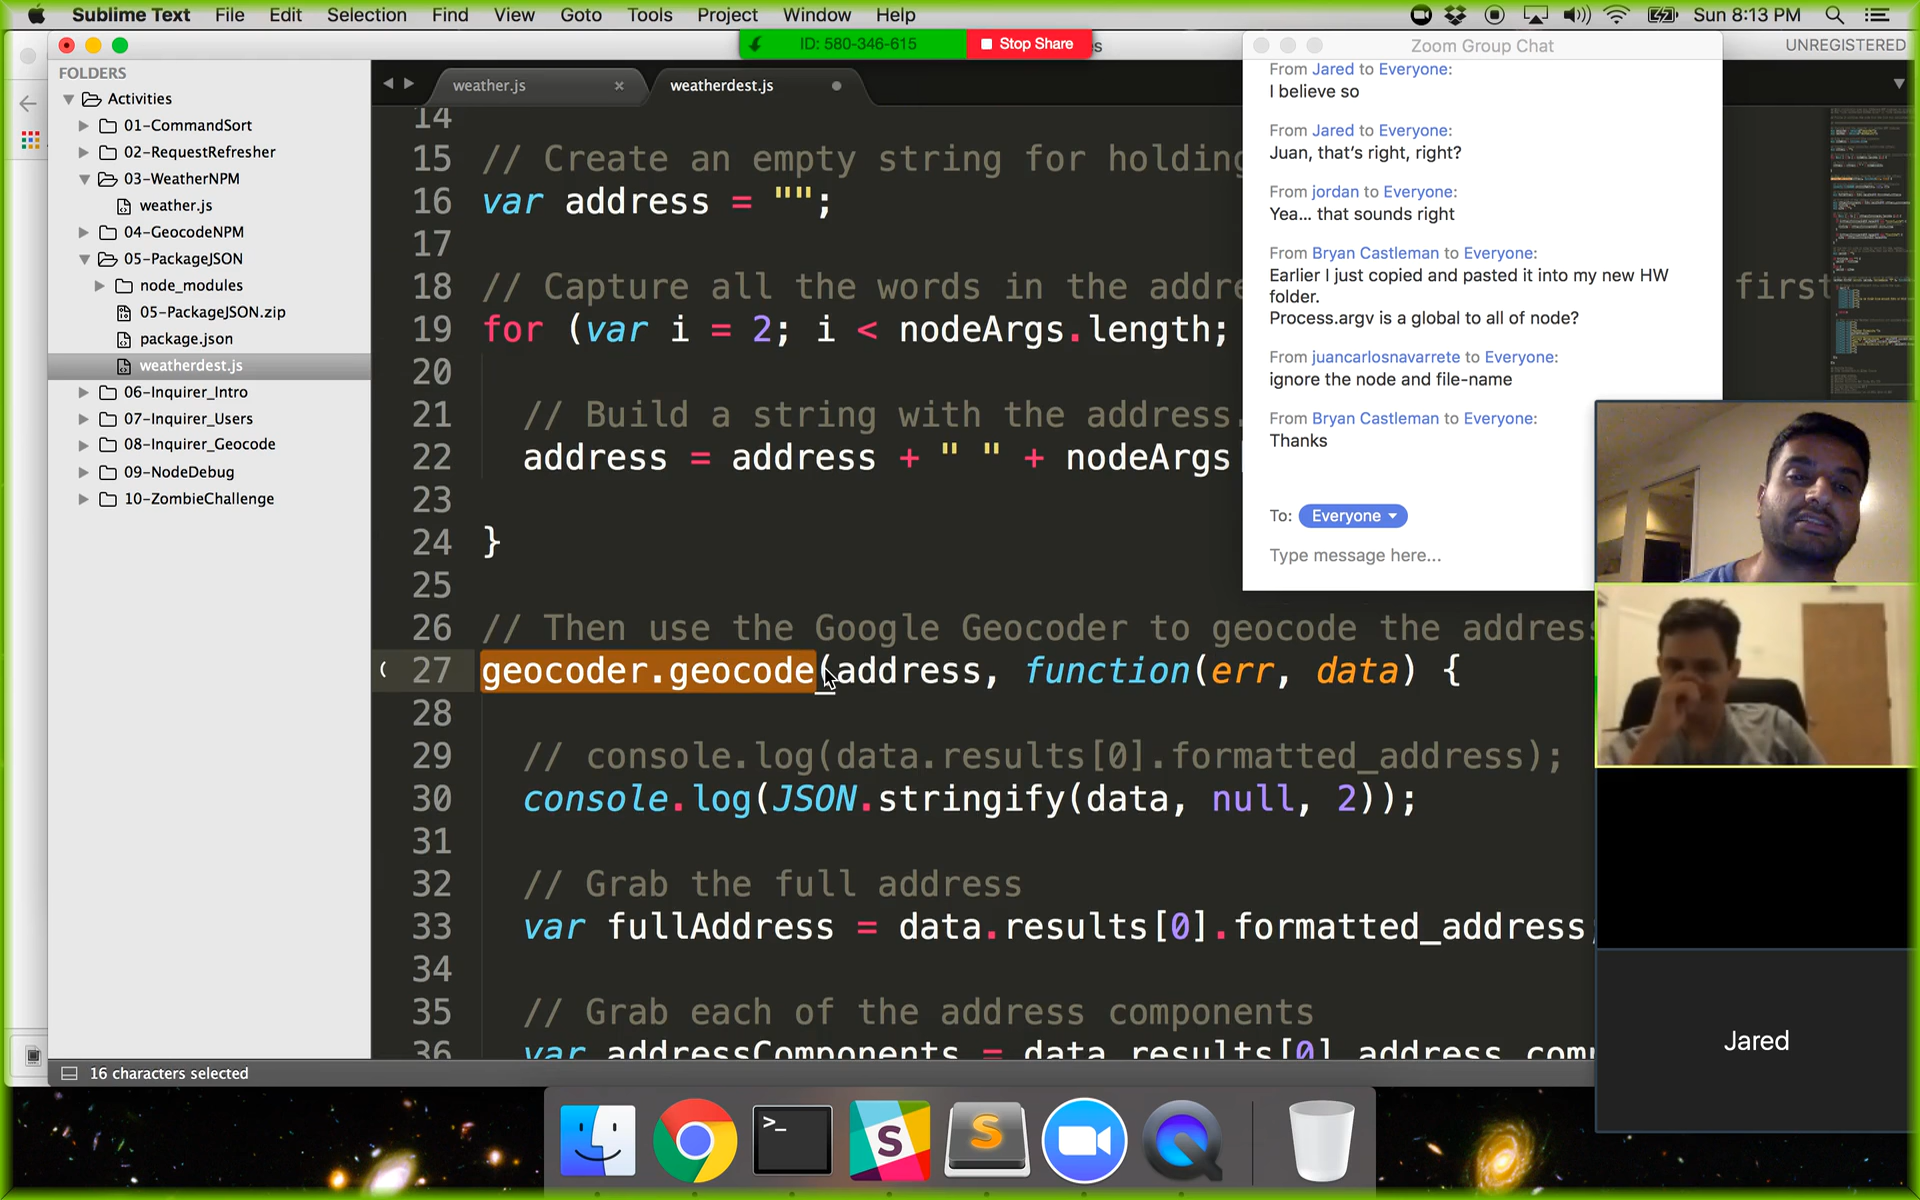 Sublime Text File Edit Selection Find View Goto Tools Project Window Help Sun 8:13 PM
ID: 580-346-615 Stop Share
UNREGISTERED
FOLDERS
Activities
01-CommandSort
02-RequestRefresher
03-WeatherNPM
weather.js
04-GeocodeNPM
05-PackageJSON
node_modules
05-PackageJSON.zip
package.json
weatherdest.js
06-Inquirer_Intro
07-Inquirer_Users
08-Inquirer_Geocode
09-NodeDebug
10-ZombieChallenge
weather.js × weatherdest.js
14
15 // Create an empty string for holding
16 var address = "";
17
18 // Capture all the words in the addre first
19 for (var i = 2; i < nodeArgs.length;
20
21 // Build a string with the address.
22 address = address + " " + nodeArgs
23
24 }
25
26 // Then use the Google Geocoder to geocode the address
27 geocoder.geocode(address, function(err, data) {
28
29 // console.log(data.results[0].formatted_address);
30 console.log(JSON.stringify(data, null, 2));
31
32 // Grab the full address
33 var fullAddress = data.results[0].formatted_address;
34
35 // Grab each of the address components
36 var addressComponents = data.results[0].address_com
16 characters selected
Zoom Group Chat
From Jared to Everyone:
I believe so
From Jared to Everyone:
Juan, that's right, right?
From jordan to Everyone:
Yea... that sounds right
From Bryan Castleman to Everyone:
Earlier I just copied and pasted it into my new HW
folder.
Process.argv is a global to all of node?
From juancarlosnavarrete to Everyone:
ignore the node and file-name
From Bryan Castleman to Everyone:
Thanks
To: Everyone
Type message here...
Jared